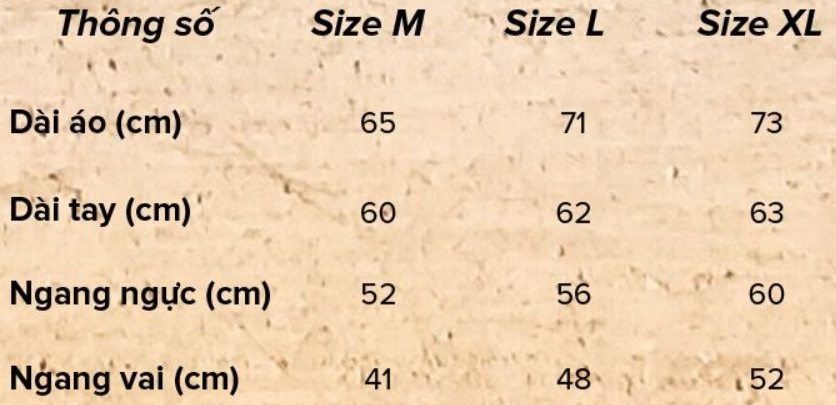 Thông số Size M Size L Size XL
Dài áo (cm) 65 71 73
Dài tay (cm) 60 62 63
Ngang ngực (cm) 52 56 60
Ngang vai (cm) 41 48 52